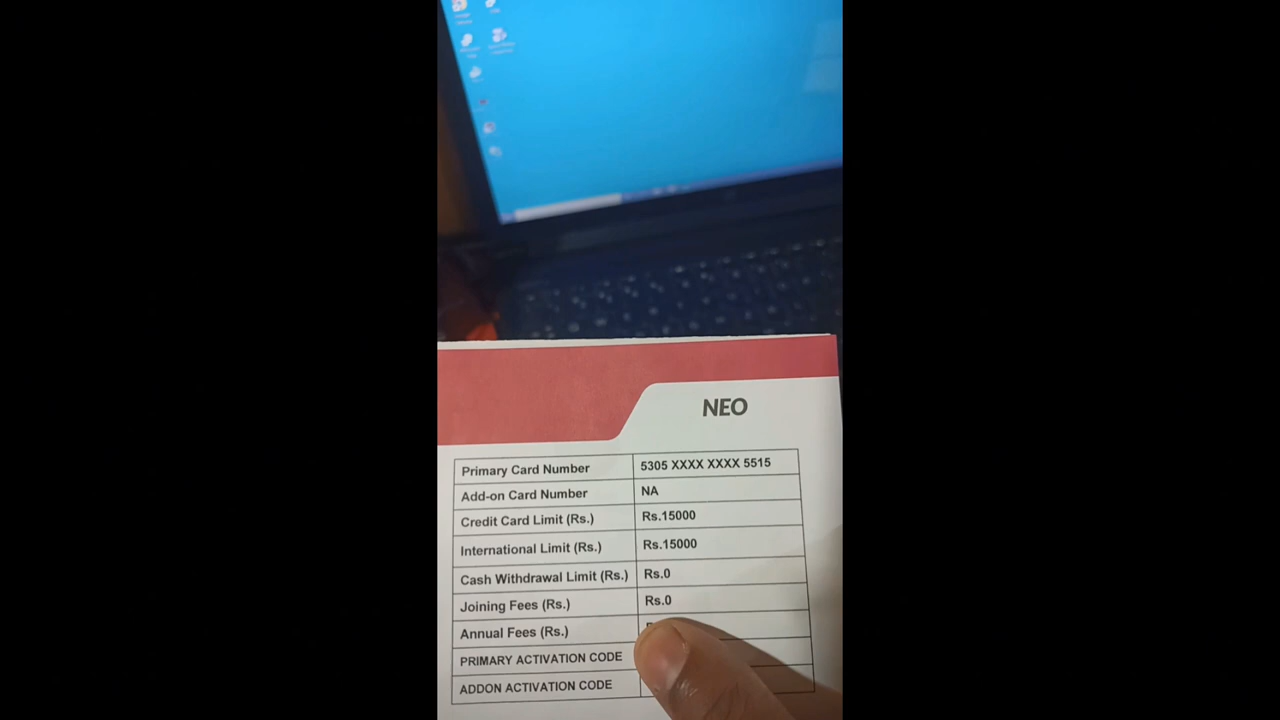 NEO
Primary Card Number 5305 XXXX XXXX 5515
Add-on Card Number NA
Credit Card Limit (Rs.) Rs.15000
International Limit (Rs.) Rs.15000
Cash Withdrawal Limit (Rs.) Rs.0
Joining Fees (Rs.) Rs.0
Annual Fees (Rs.)
PRIMARY ACTIVATION CODE
ADDON ACTIVATION CODE